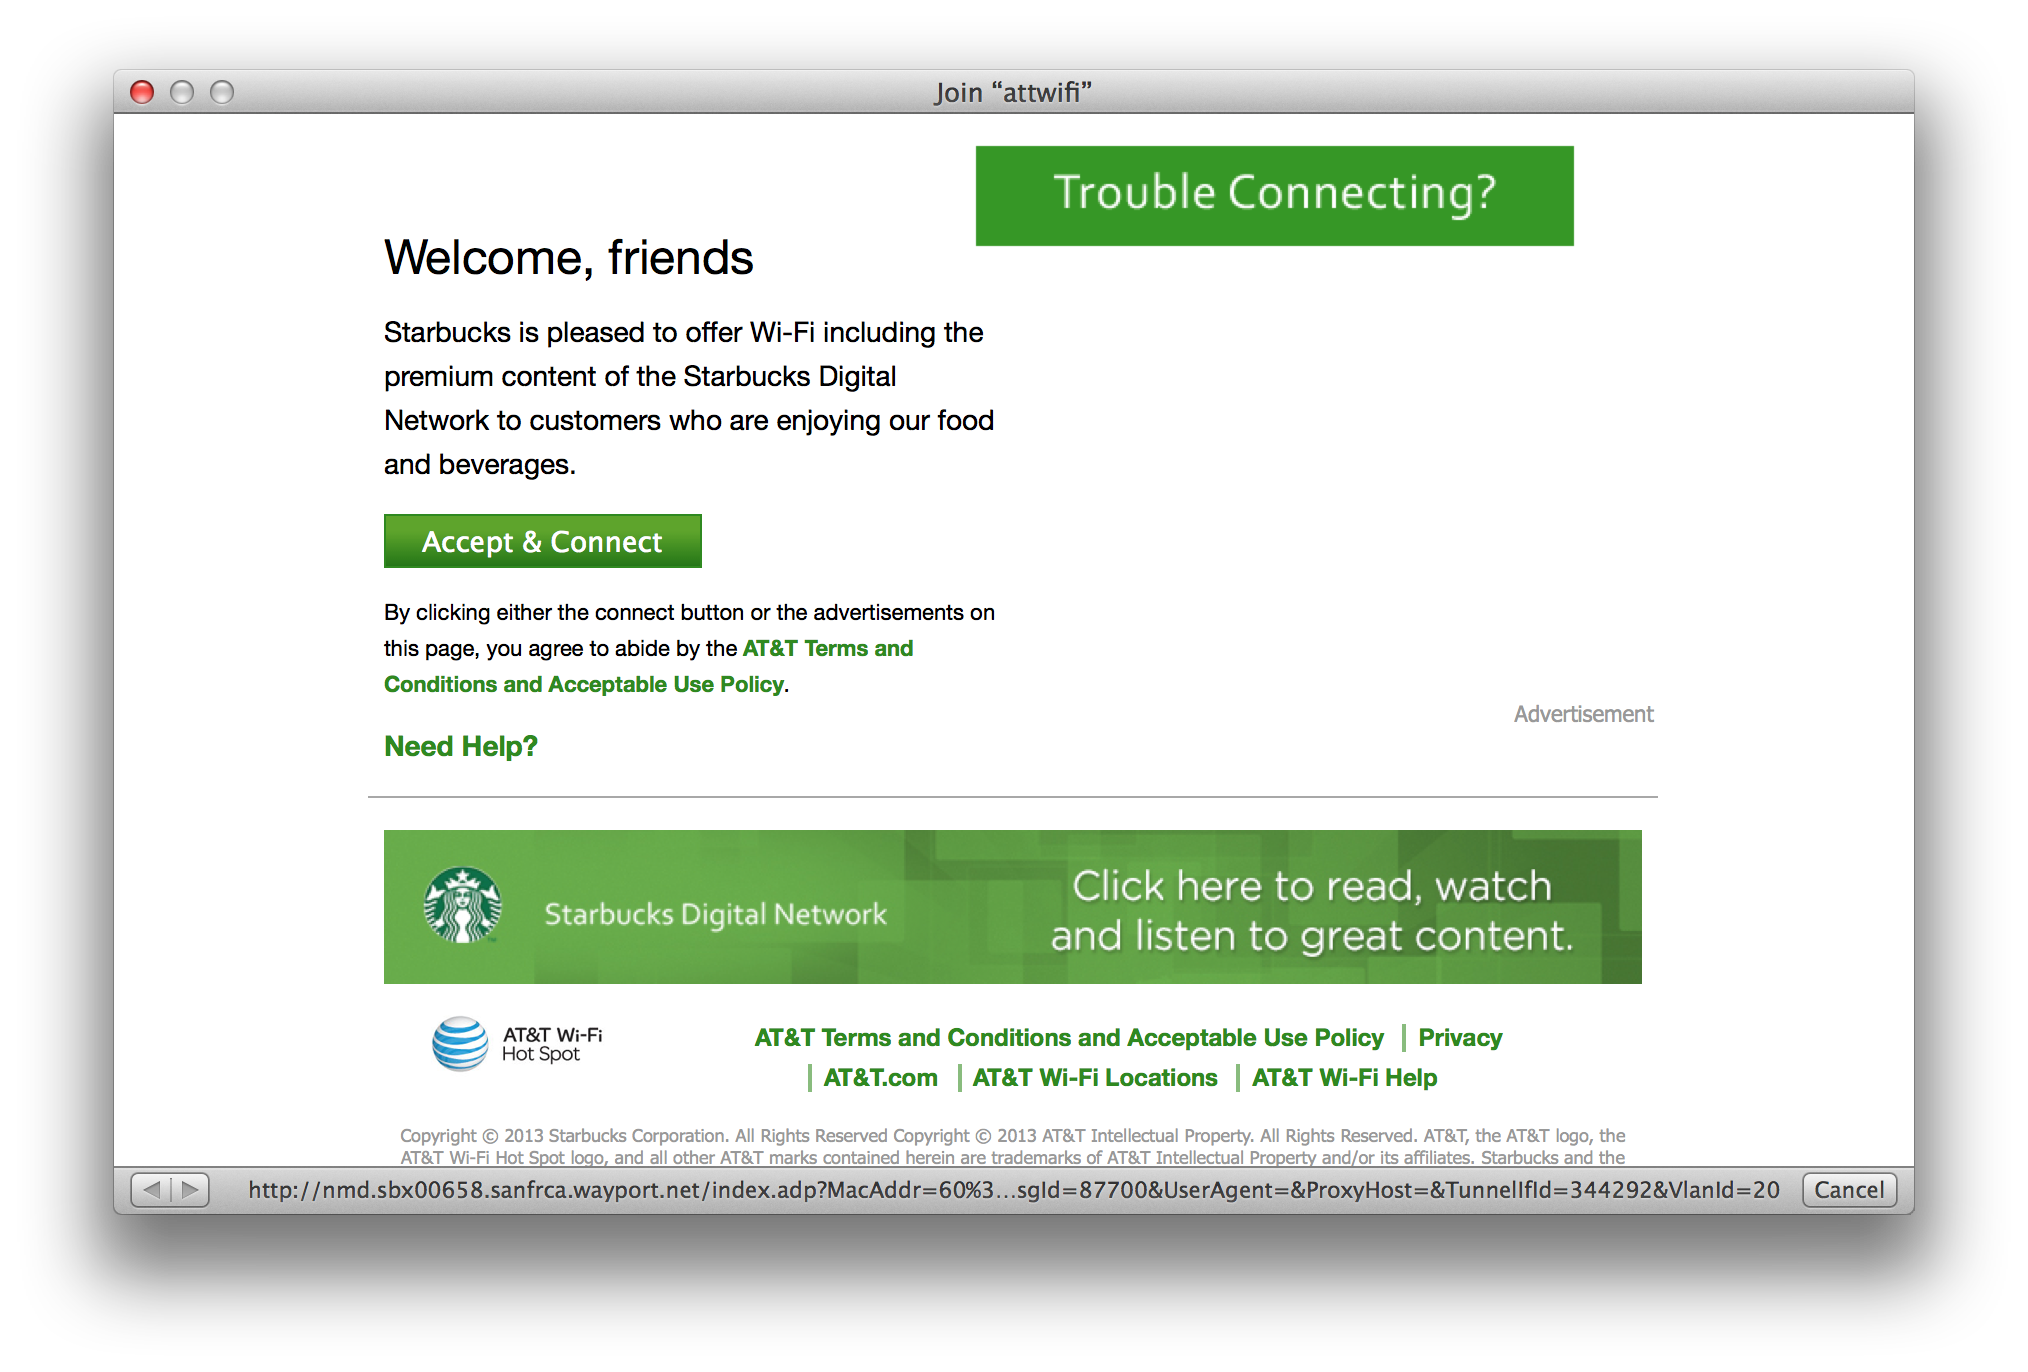 Join “attwifi”
Trouble Connecting?
Welcome, friends
Starbucks is pleased to offer Wi-Fi including the
premium content of the Starbucks Digital
Network to customers who are enjoying our food
and beverages.
Accept & Connect
By clicking either the connect button or the advertisements on
this page, you agree to abide by the AT&T Terms and
Conditions and Acceptable Use Policy.
Advertisement
Need Help?
Starbucks Digital Network
Click here to read, watch
and listen to great content.
AT&T Wi-Fi
Hot Spot
AT&T Terms and Conditions and Acceptable Use Policy | Privacy
| AT&T.com | AT&T Wi-Fi Locations | AT&T Wi-Fi Help
Copyright © 2013 Starbucks Corporation. All Rights Reserved Copyright © 2013 AT&T Intellectual Property. All Rights Reserved. AT&T, the AT&T logo, the
AT&T Wi-Fi Hot Spot logo, and all other AT&T marks contained herein are trademarks of AT&T Intellectual Property and/or its affiliates. Starbucks and the
http://nmd.sbx00658.sanfrca.wayport.net/index.adp?MacAddr=60%3...sgId=87700&UserAgent=&ProxyHost=&TunnelIfId=344292&VlanId=20
Cancel